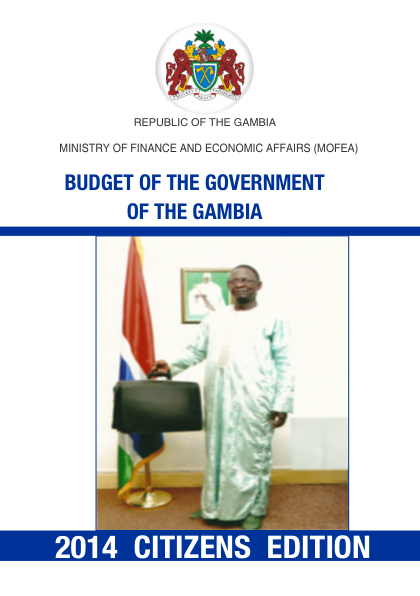 REPUBLIC OF THE GAMBIA
MINISTRY OF FINANCE AND ECONOMIC AFFAIRS (MOFEA)
BUDGET OF THE GOVERNMENT
OF THE GAMBIA
2014 CITIZENS EDITION